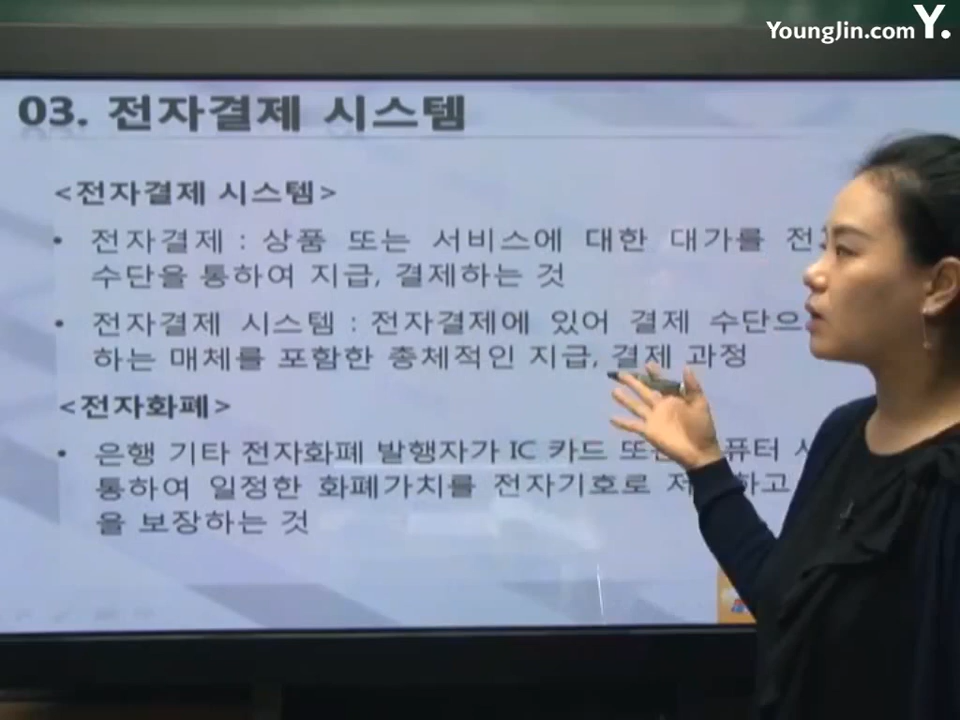 YoungJin.com Y.
03. 전자결제 시스템
<전자결제 시스템>
• 전자결제 : 상품 또는 서비스에 대한 대가를
수단을 통하여 지급, 결제하는 것
• 전자결제 시스템 : 전자결제에 있어 결제 수단으
하는 매체를 포함한 총체적인 지급, 결제 과정
<전자화폐>
• 은행 기타 전자화폐 발행자가 IC 카드 또는
통하여 일정한 화폐가치를 전자기호로
을 보장하는 것